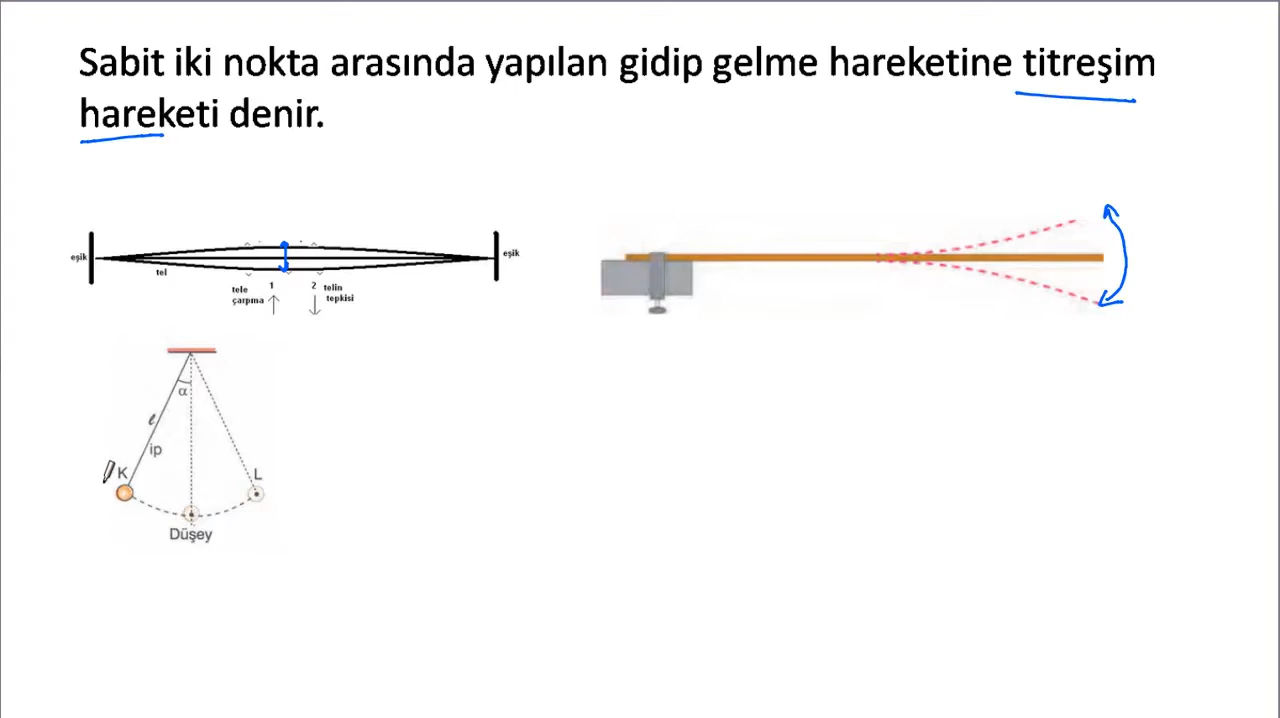 Sabit iki nokta arasında yapılan gidip gelme hareketine titreşim
hareketi denir.
eşik
eşik
tel
tele
çarpma
1
2
telin
tepkisi
α
ℓ
ip
K
L
Düşey